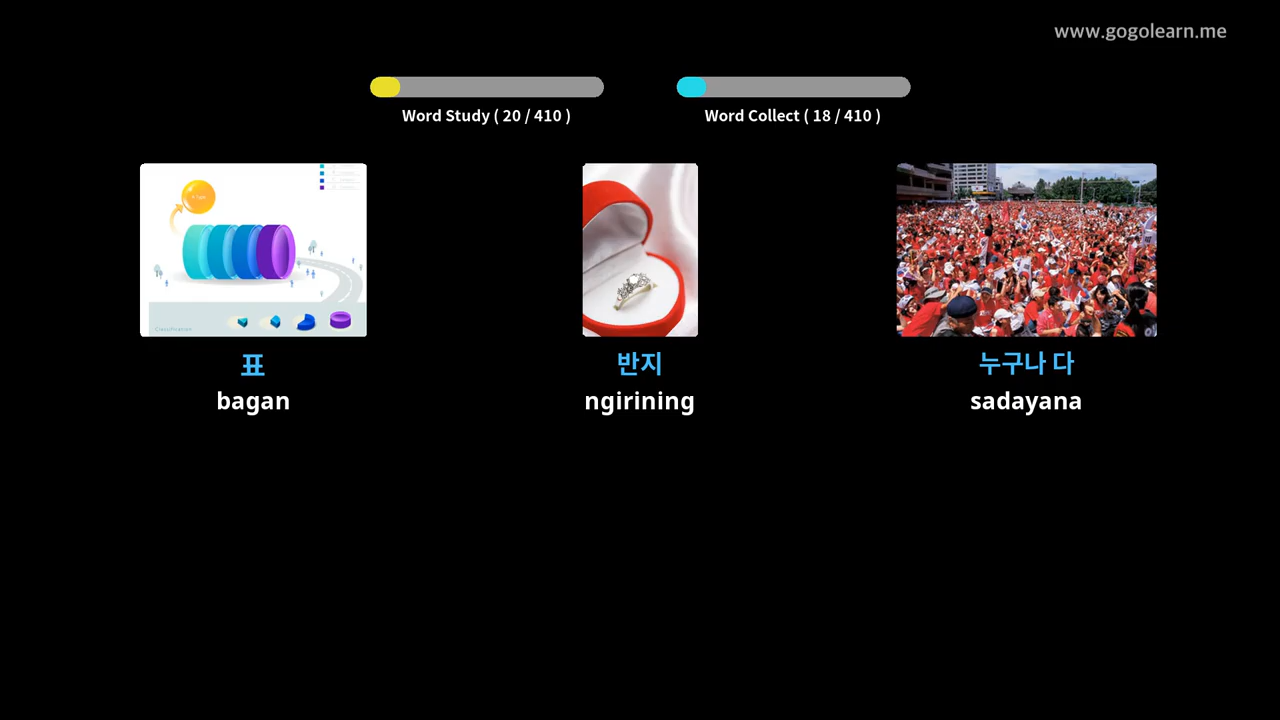 www.gogolearn.me
Word Study ( 20 / 410 )
Word Collect ( 18 / 410 )
Classification
표
반지
누구나 다
bagan
ngirining
sadayana